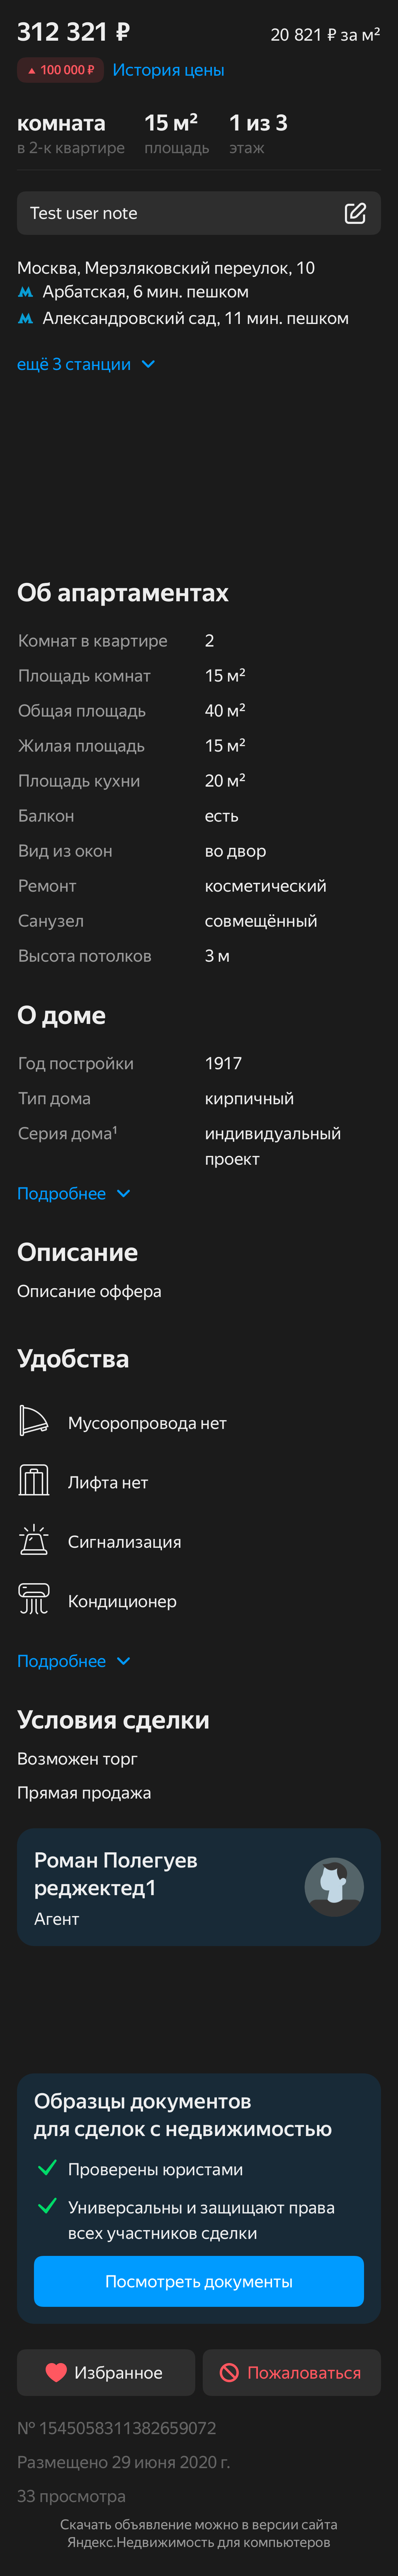 312 321 ₽
20 821 ₽ за м²
▲ 100 000 ₽ История цены
комната 15 м² 1 из 3
в 2-к квартире площадь этаж
Test user note
Москва, Мерзляковский переулок, 10
Арбатская, 6 мин. пешком
Александровский сад, 11 мин. пешком
ещё 3 станции
Об апартаментах
Комнат в квартире 2
Площадь комнат 15 м²
Общая площадь 40 м²
Жилая площадь 15 м²
Площадь кухни 20 м²
Балкон есть
Вид из окон во двор
Ремонт косметический
Санузел совмещённый
Высота потолков 3 м
О доме
Год постройки 1917
Тип дома кирпичный
Серия дома¹ индивидуальный
проект
Подробнее
Описание
Описание оффера
Удобства
Мусоропровода нет
Лифта нет
Сигнализация
Кондиционер
Подробнее
Условия сделки
Возможен торг
Прямая продажа
Роман Полегуев
реджектед1
Агент
Образцы документов
для сделок с недвижимостью
Проверены юристами
Универсальны и защищают права
всех участников сделки
Посмотреть документы
Избранное
Пожаловаться
№ 1545058311382659072
Размещено 29 июня 2020 г.
33 просмотра
Скачать объявление можно в версии сайта
Яндекс.Недвижимость для компьютеров